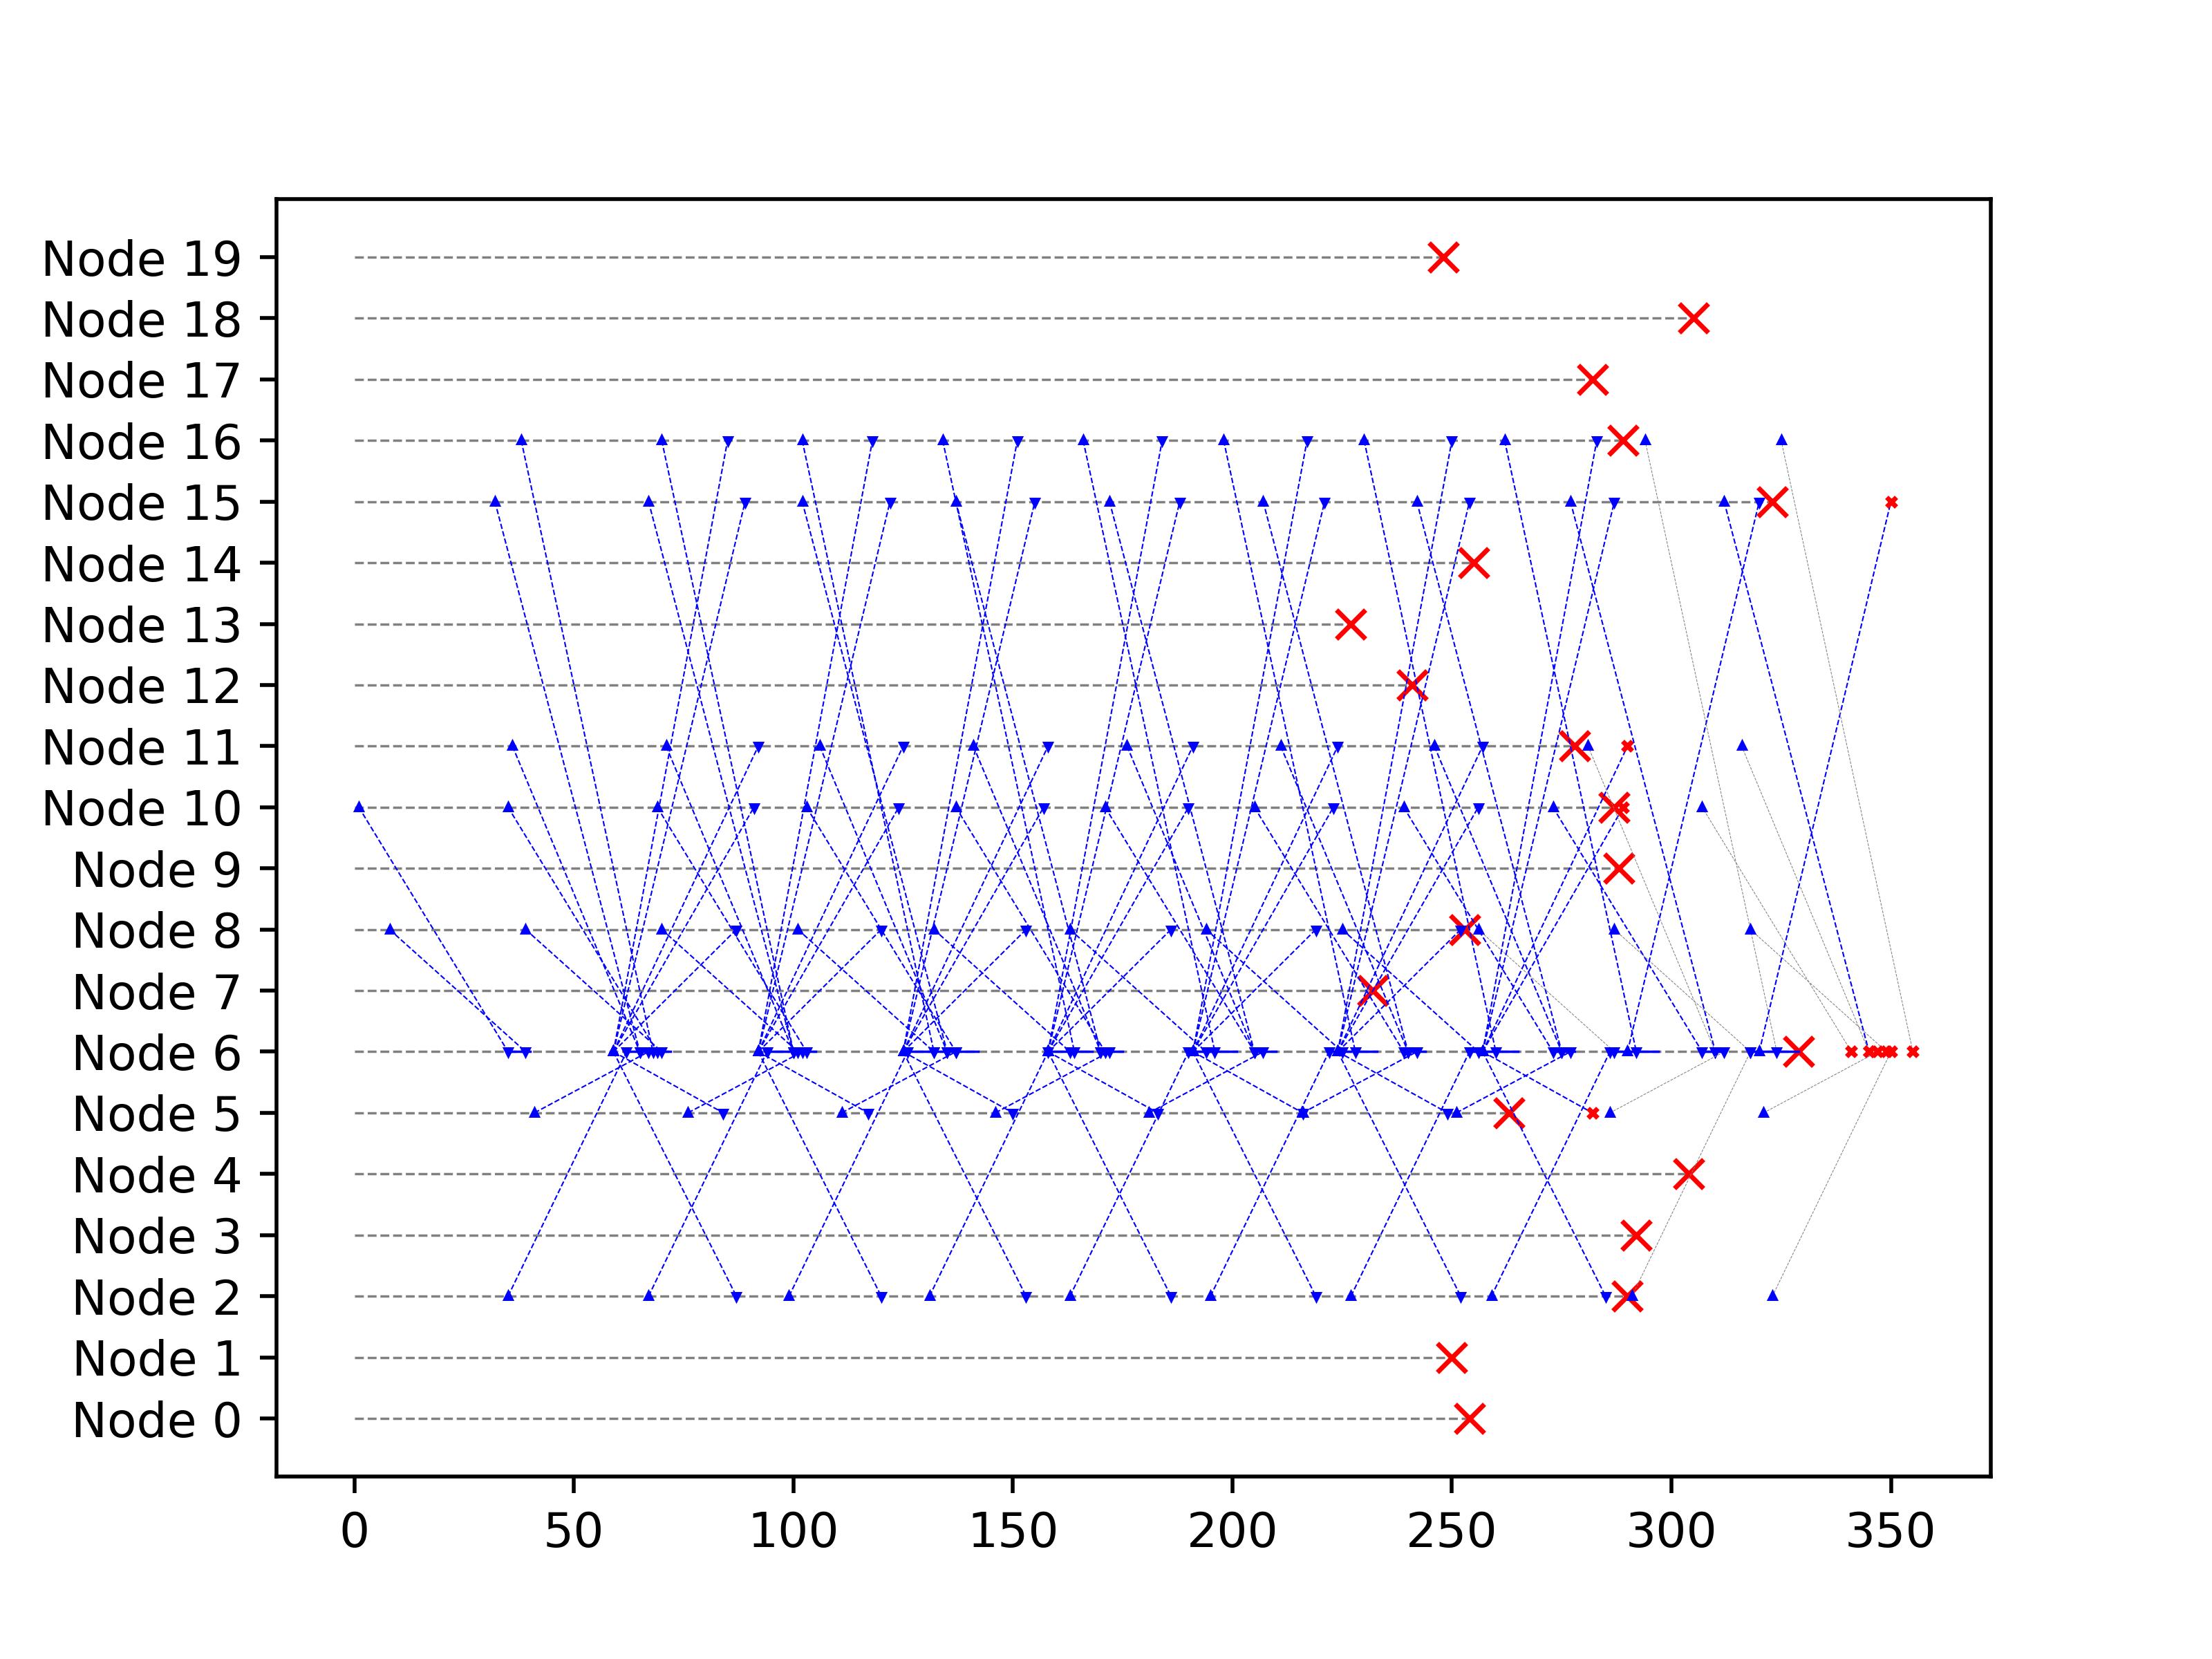 Node 19
Node 18
Node 17
Node 16
Node 15
Node 14
Node 13
Node 12
Node 11
Node 10
Node 9
Node 8
Node 7
Node 6
Node 5
Node 4
Node 3
Node 2
Node 1
Node 0
0 50 100 150 200 250 300 350